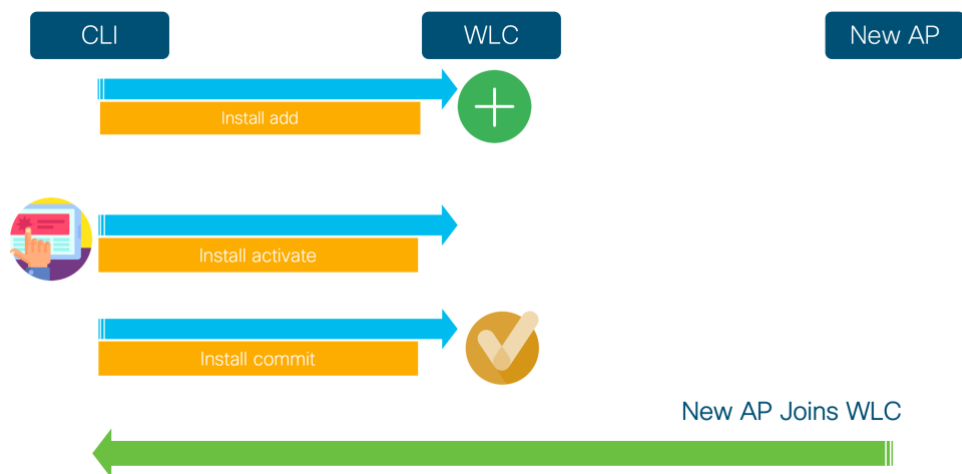 CLI
WLC
New AP
Install add
Install activate
Install commit
New AP Joins WLC